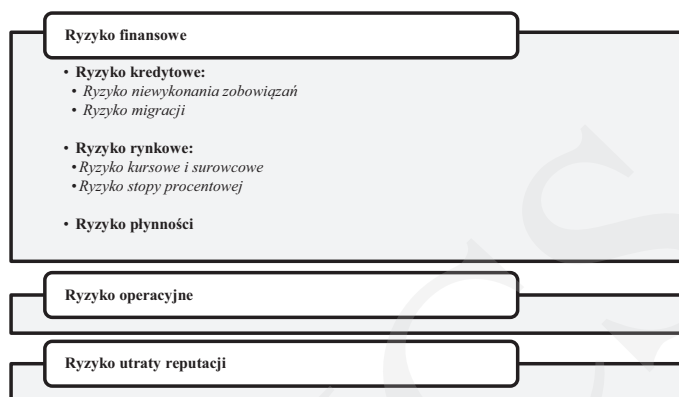 Ryzyko finansowe
• Ryzyko kredytowe:
• Ryzyko niewykonania zobowiązań
• Ryzyko migracji
• Ryzyko rynkowe:
• Ryzyko kursowe i surowcowe
• Ryzyko stopy procentowej
• Ryzyko płynności
Ryzyko operacyjne
Ryzyko utraty reputacji